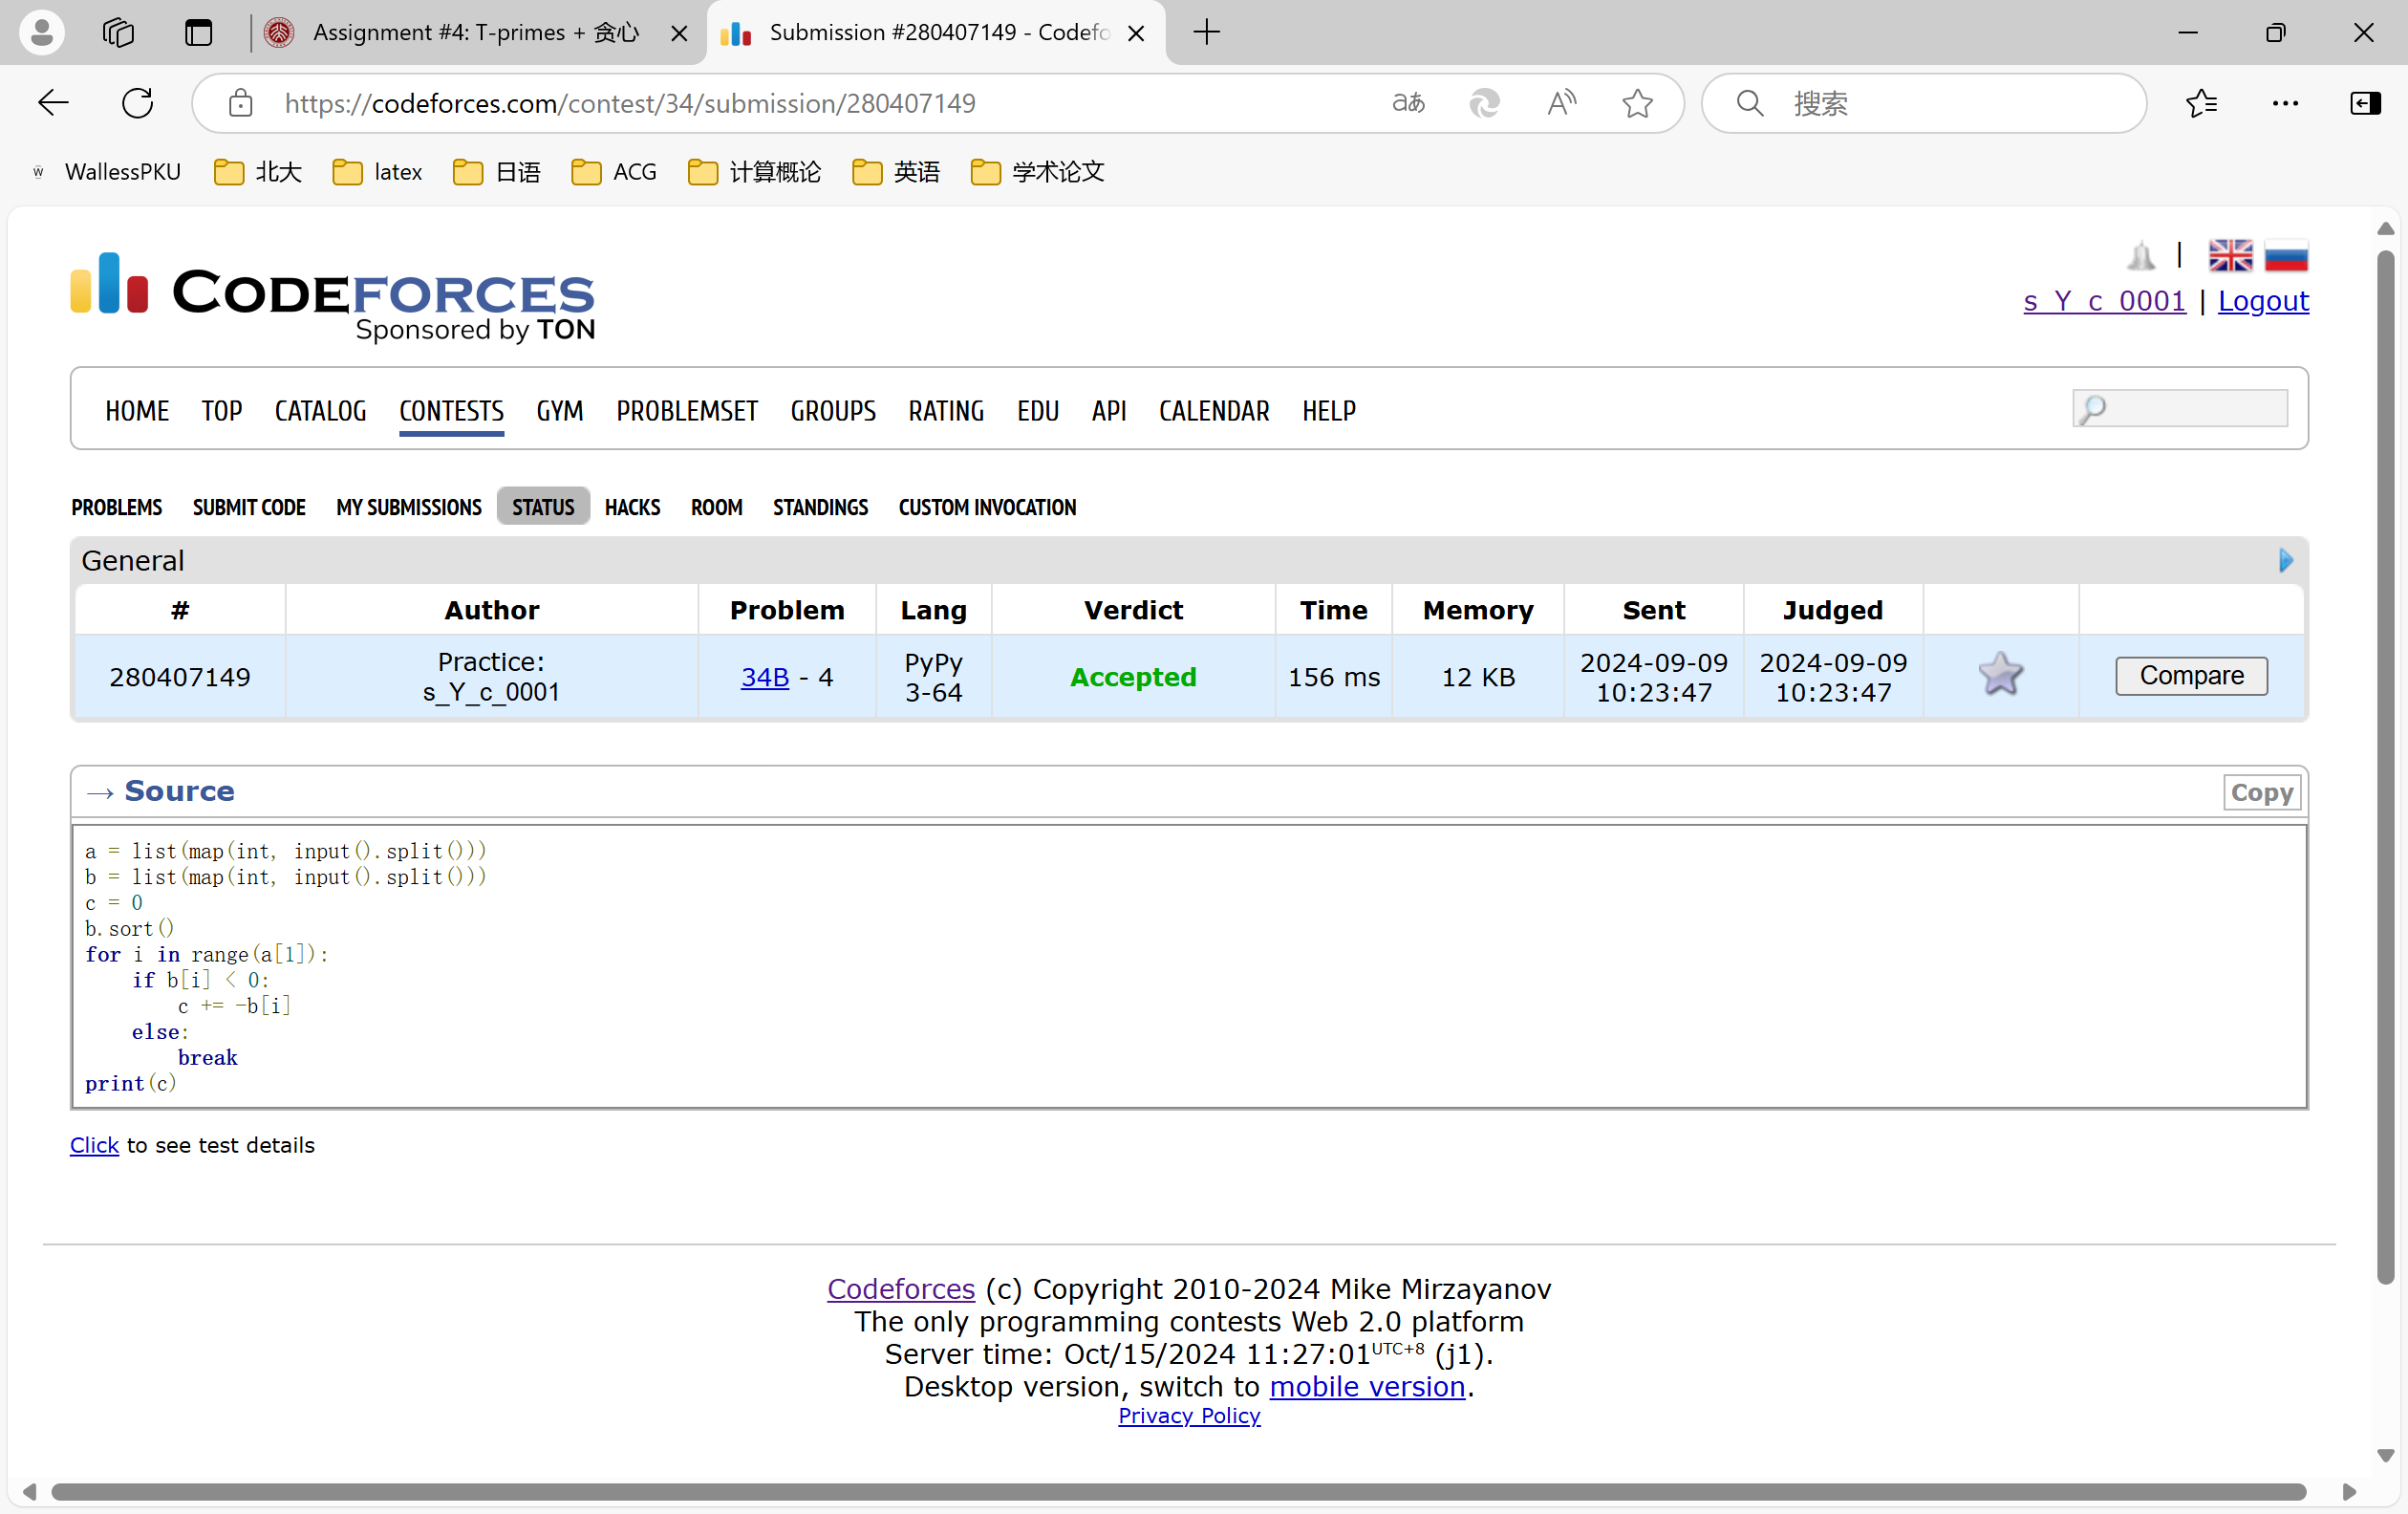 Assignment #4: T-primes + 贪心
Submission #280407149 - Codefo
https://codeforces.com/contest/34/submission/280407149
aあ
搜索
W WallessPKU 北大 latex 日语 ACG 计算概论 英语 学术论文
CODEFORCES
Sponsored by TON
|
s_Y_c_0001 | Logout
HOME TOP CATALOG CONTESTS GYM PROBLEMSET GROUPS RATING EDU API CALENDAR HELP
PROBLEMS SUBMIT CODE MY SUBMISSIONS STATUS HACKS ROOM STANDINGS CUSTOM INVOCATION
General
# Author Problem Lang Verdict Time Memory Sent Judged
280407149 Practice: s_Y_c_0001 34B - 4 PyPy 3-64 Accepted 156 ms 12 KB 2024-09-09 10:23:47 2024-09-09 10:23:47 Compare
→ Source
Copy
a = list(map(int, input().split()))
b = list(map(int, input().split()))
c = 0
b.sort()
for i in range(a[1]):
    if b[i] < 0:
        c += -b[i]
    else:
        break
print(c)
Click to see test details
Codeforces (c) Copyright 2010-2024 Mike Mirzayanov
The only programming contests Web 2.0 platform
Server time: Oct/15/2024 11:27:01UTC+8 (j1).
Desktop version, switch to mobile version.
Privacy Policy